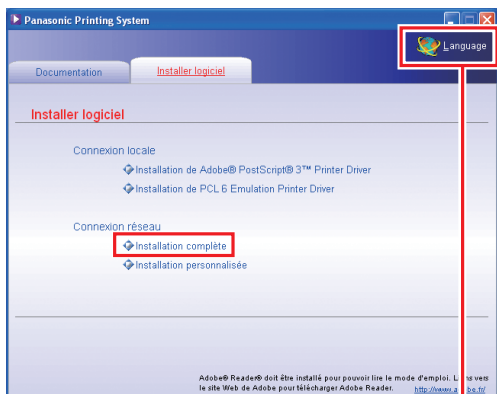 Panasonic Printing System
Language
Documentation
Installer logiciel
Installer logiciel
Connexion locale
Installation de Adobe® PostScript® 3™ Printer Driver
Installation de PCL 6 Emulation Printer Driver
Connexion réseau
Installation complète
Installation personnalisée
Adobe® Reader® doit être installé pour pouvoir lire le mode d'emploi. vers
le site Web de Adobe pour télécharger Adobe Reader.